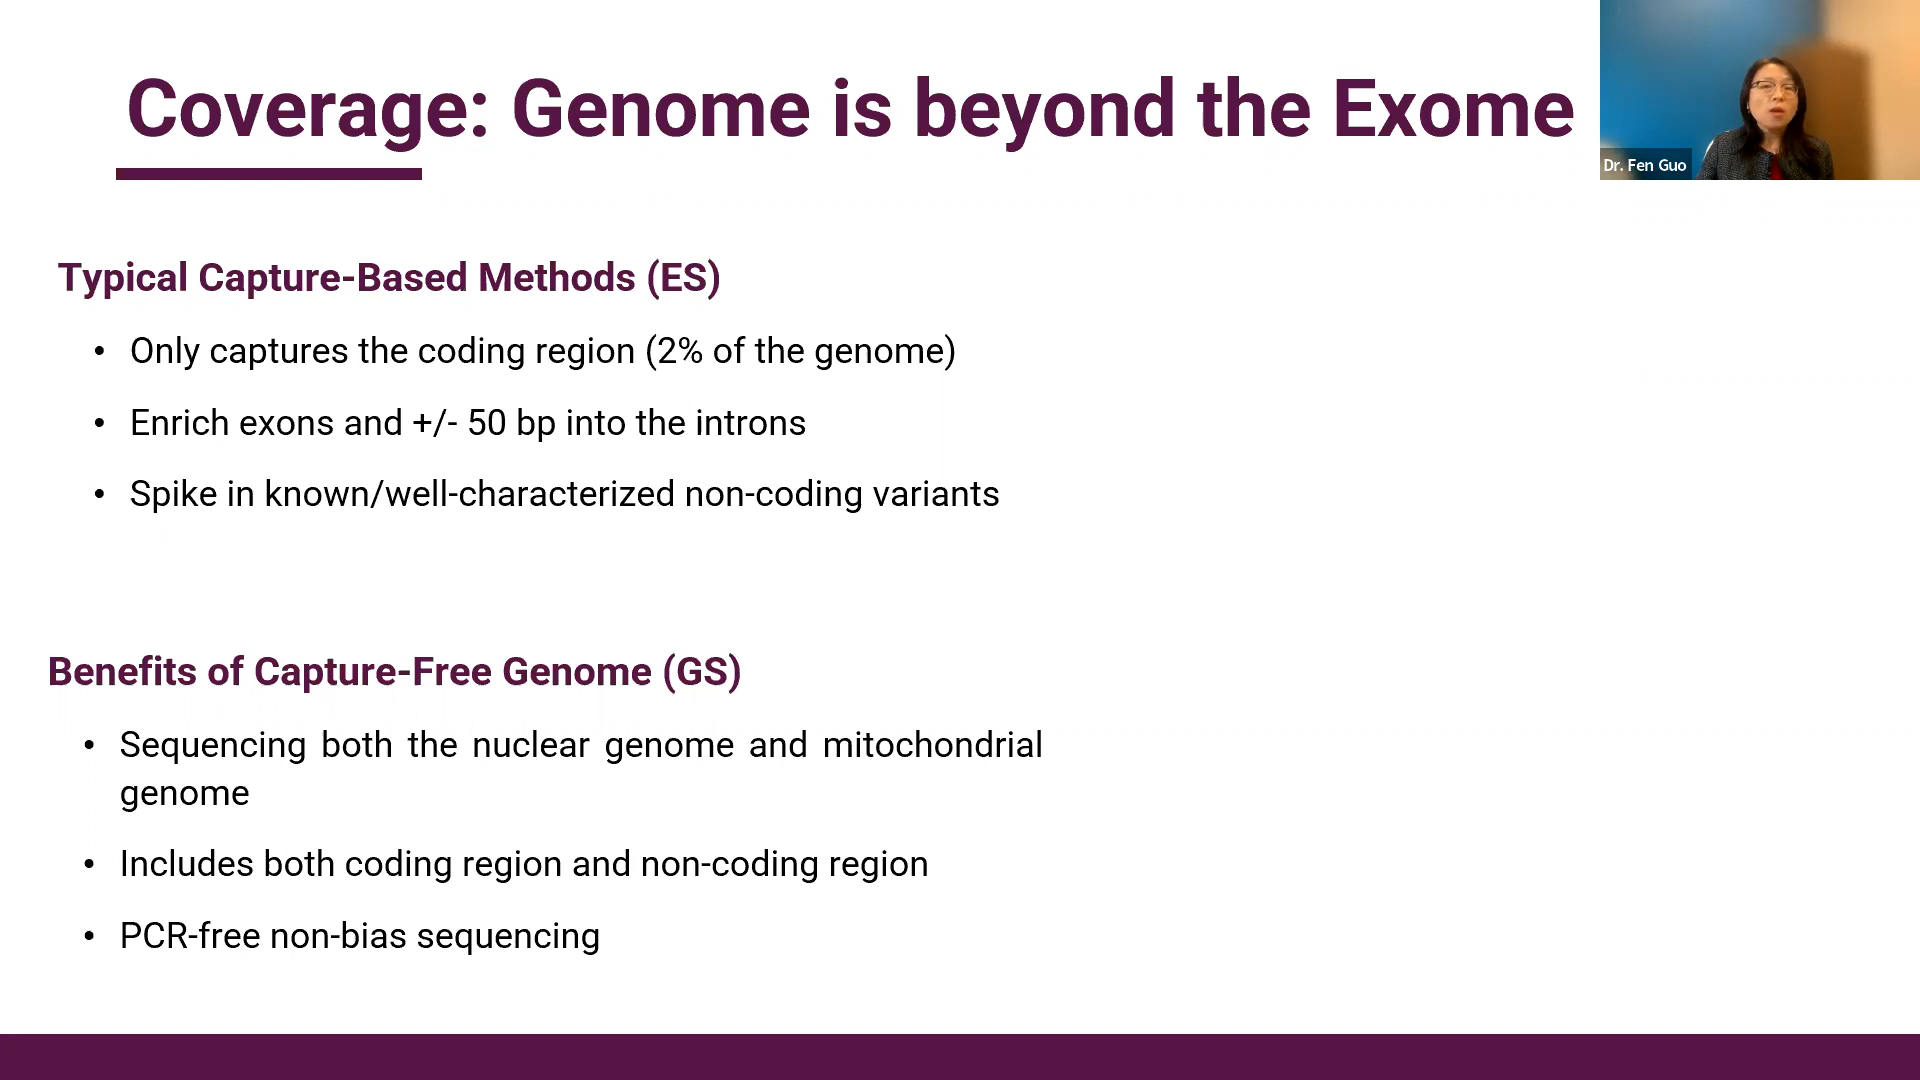 Coverage: Genome is beyond the Exome
Dr. Fen Guo
Typical Capture-Based Methods (ES)
• Only captures the coding region (2% of the genome)
• Enrich exons and +/- 50 bp into the introns
• Spike in known/well-characterized non-coding variants
Benefits of Capture-Free Genome (GS)
• Sequencing both the nuclear genome and mitochondrial
genome
• Includes both coding region and non-coding region
• PCR-free non-bias sequencing